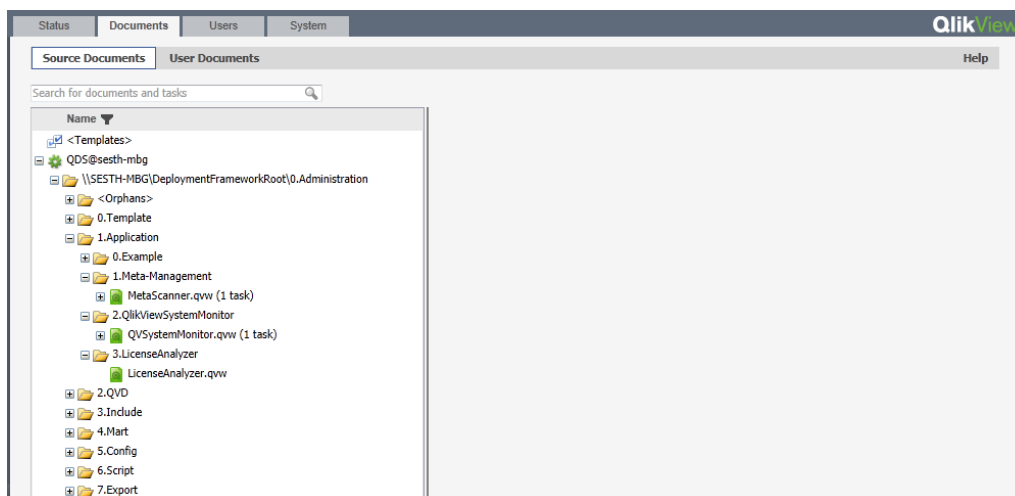 Status Documents Users System QlikView
Source Documents User Documents Help
Search for documents and tasks
Name
<Templates>
QDS@sesth-mbg
\\SESTH-MBG\DeploymentFrameworkRoot\0.Administration
<Orphans>
0.Template
1.Application
0.Example
1.Meta-Management
MetaScanner.qvw (1 task)
2.QlikViewSystemMonitor
QVSystemMonitor.qvw (1 task)
3.LicenseAnalyzer
LicenseAnalyzer.qvw
2.QVD
3.Include
4.Mart
5.Config
6.Script
7.Export